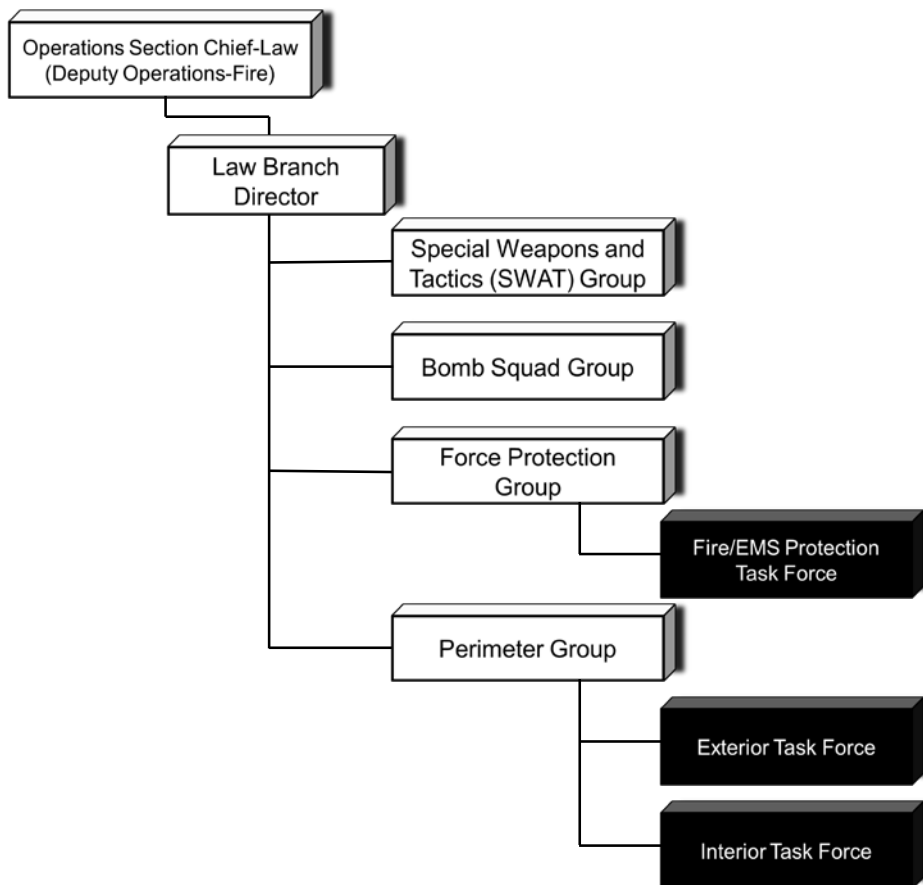 Operations Section Chief-Law
(Deputy Operations-Fire)
Law Branch
Director
Special Weapons and
Tactics (SWAT) Group
Bomb Squad Group
Force Protection
Group
Fire/EMS Protection
Task Force
Perimeter Group
Exterior Task Force
Interior Task Force